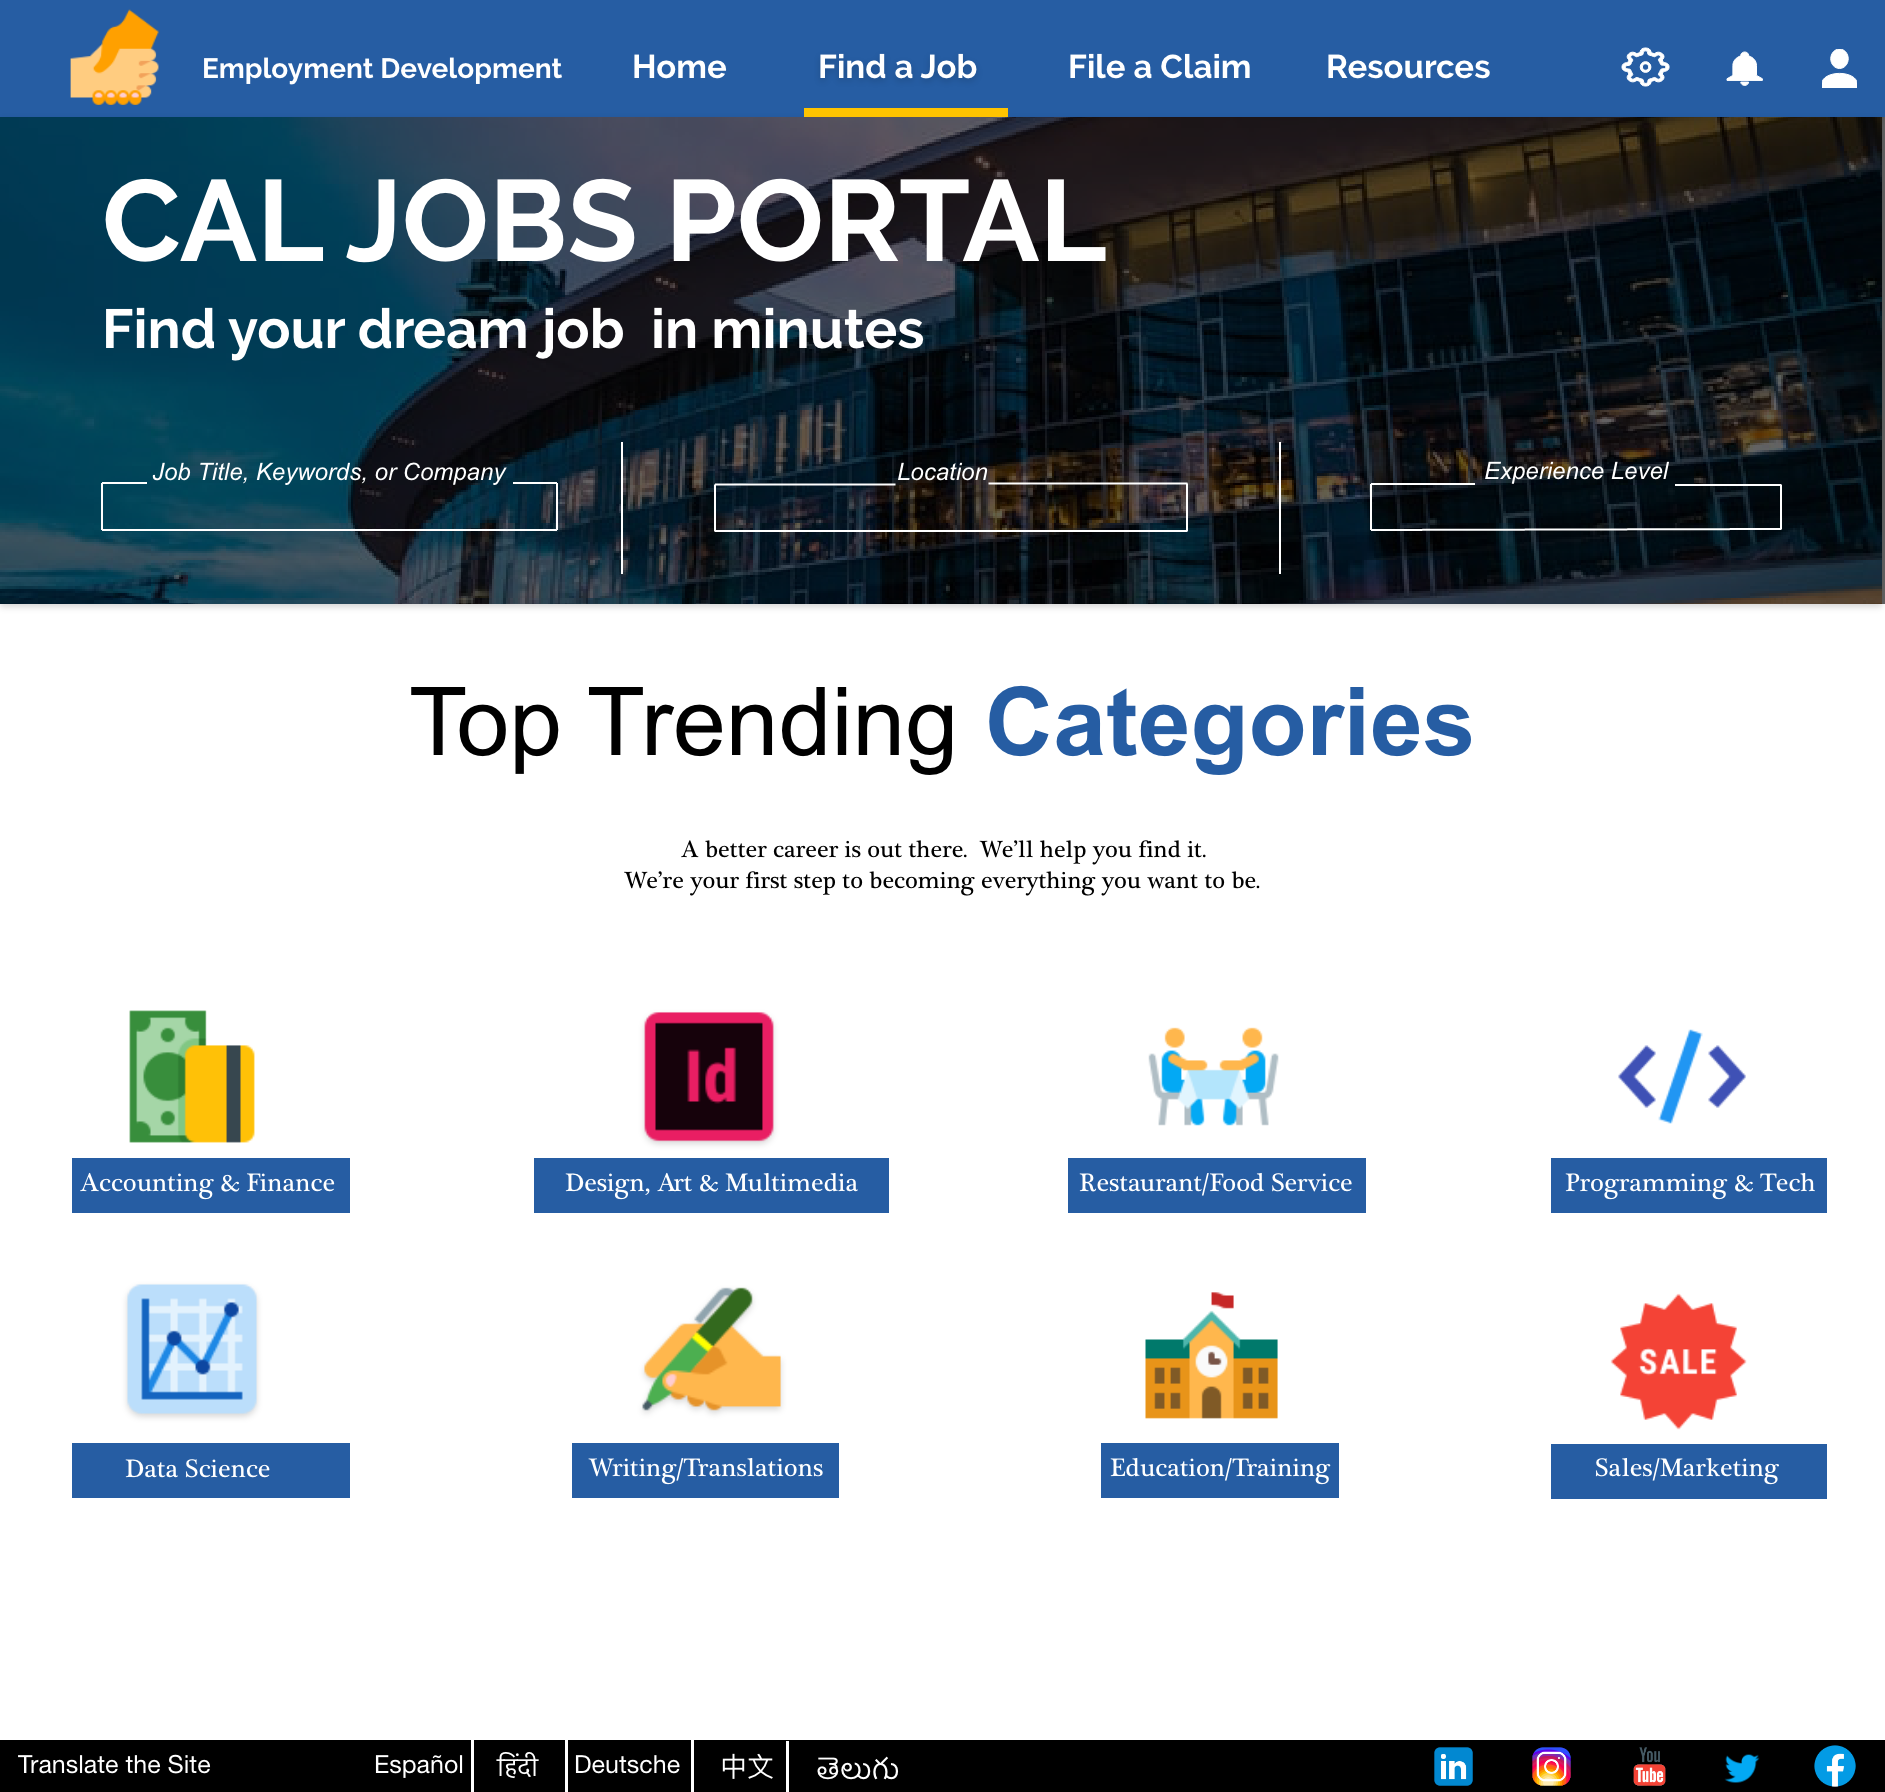 Employment Development
Home
Find a Job
File a Claim
Resources
CAL JOBS PORTAL
Find your dream job  in minutes
Job Title, Keywords, or Company
Location
Experience Level
Top Trending Categories
A better career is out there.  We’ll help you find it.
We’re your first step to becoming everything you want to be.
Id
Accounting & Finance
Design, Art & Multimedia
Restaurant/Food Service
Programming & Tech
SALE
Data Science
Writing/Translations
Education/Training
Sales/Marketing
Translate the Site
Español
हिंदी
Deutsche
中文
తెలుగు
in
You
Tube